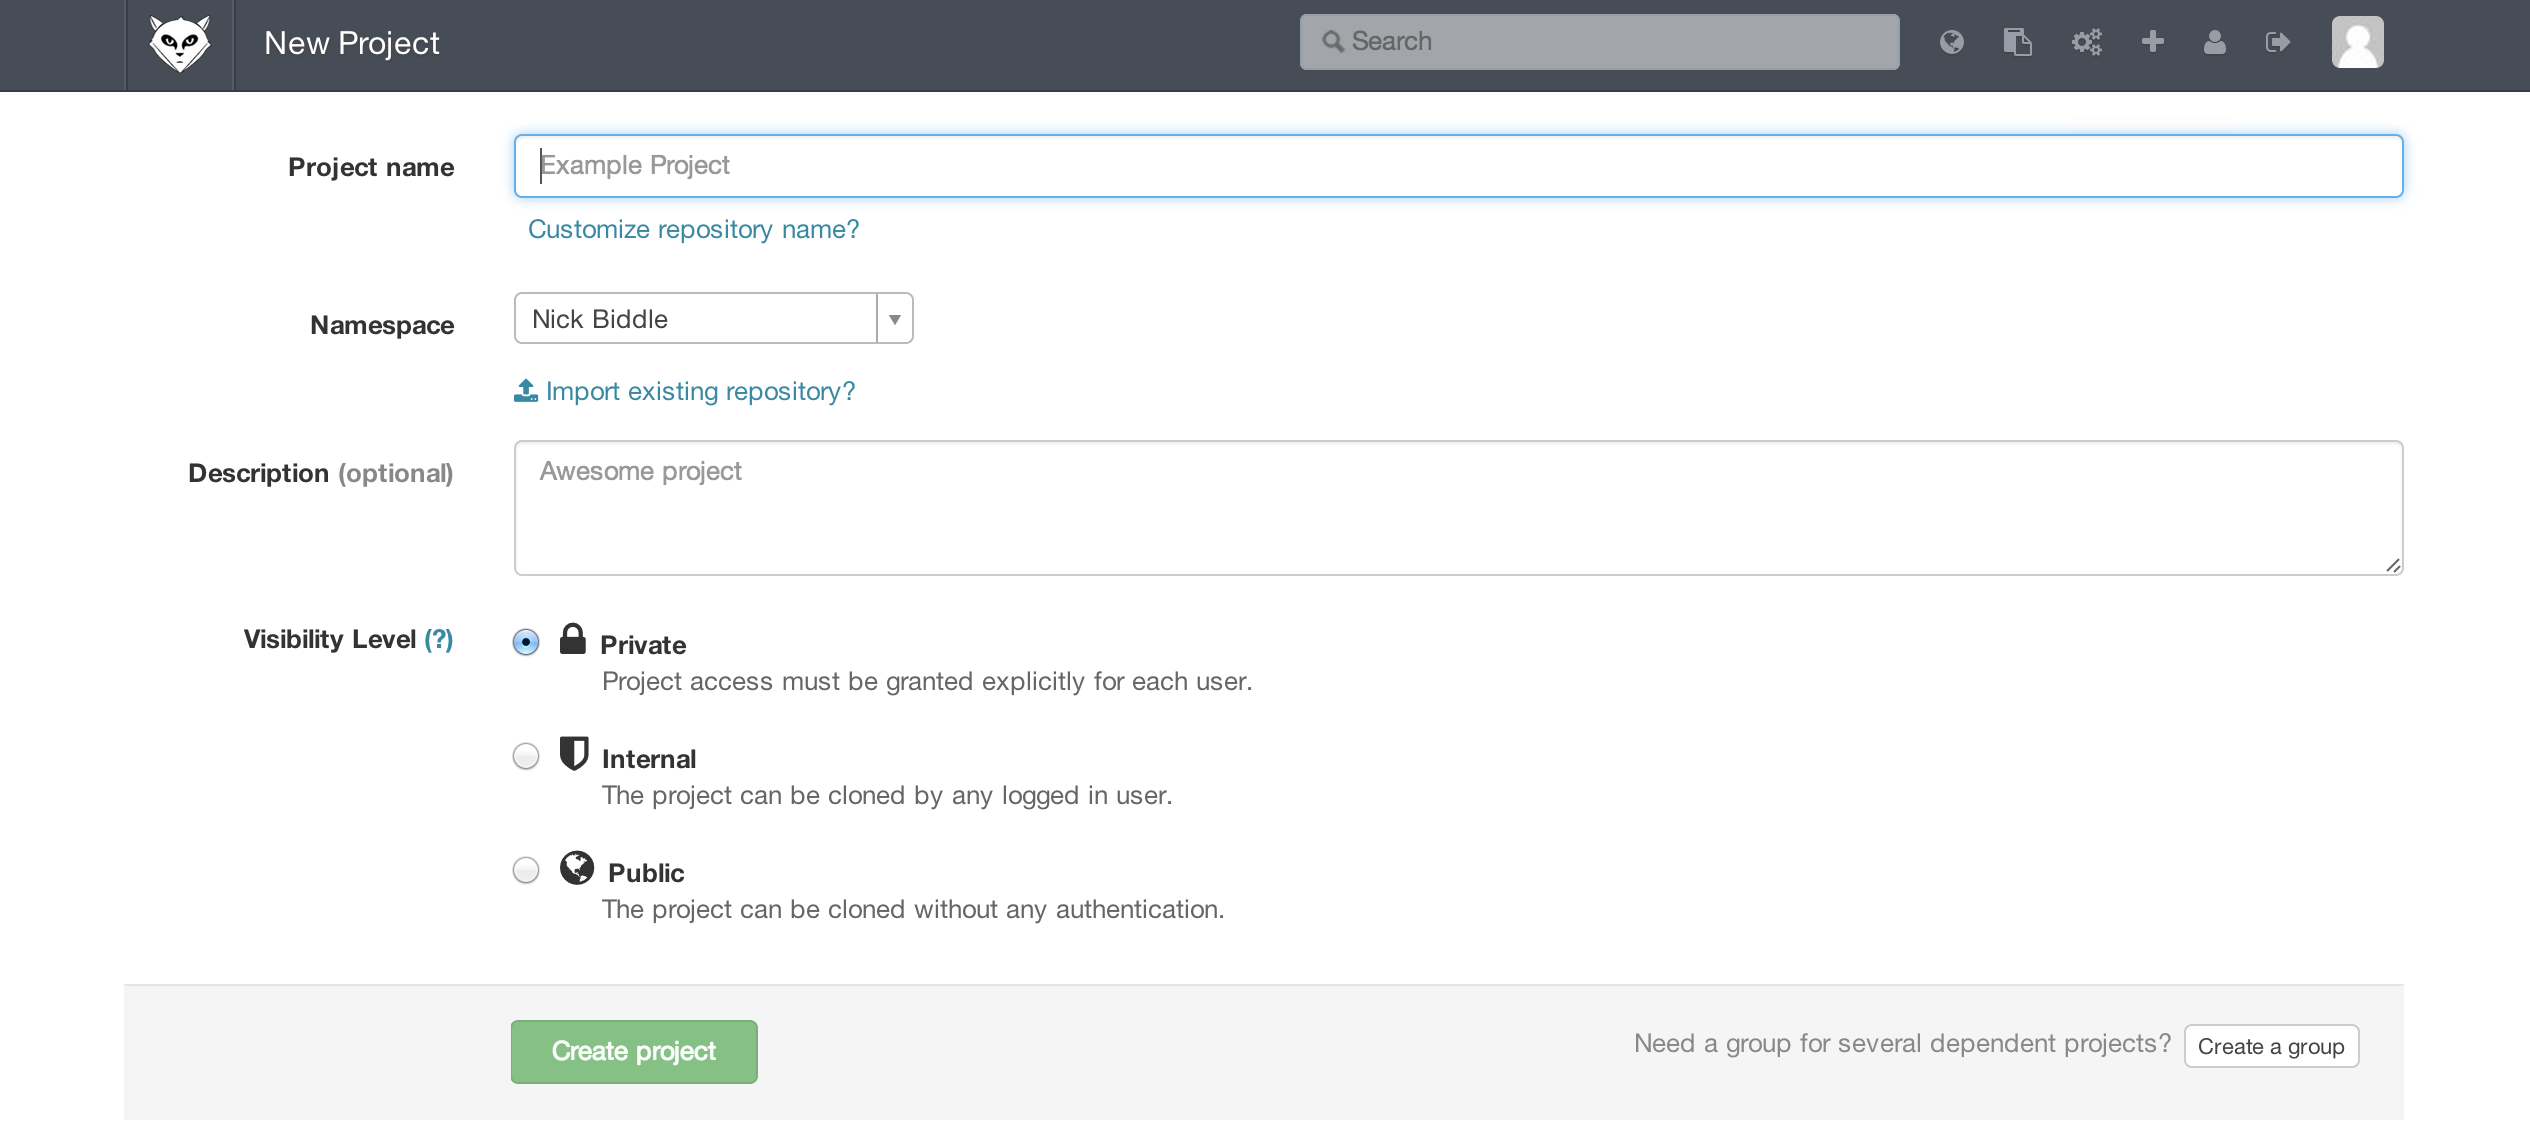 New Project
Search
Project name
Example Project
Customize repository name?
Namespace
Nick Biddle
Import existing repository?
Description (optional)
Awesome project
Visibility Level (?)
Private
Project access must be granted explicitly for each user.
Internal
The project can be cloned by any logged in user.
Public
The project can be cloned without any authentication.
Create project
Need a group for several dependent projects?
Create a group